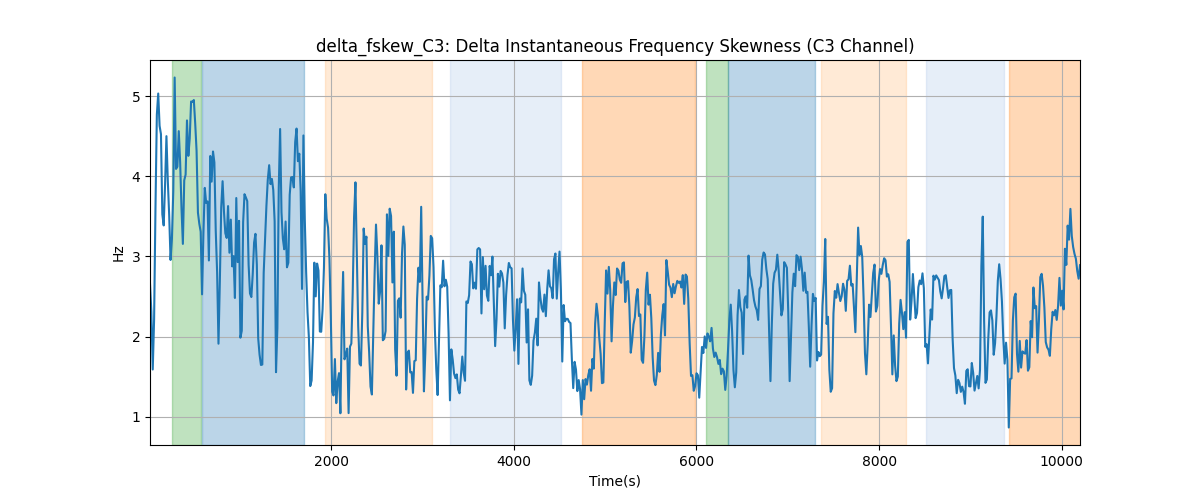 delta_fskew_C3: Delta Instantaneous Frequency Skewness (C3 Channel)
5
4
3
2
1
Hz
2000 4000 6000 8000 10000
Time(s)